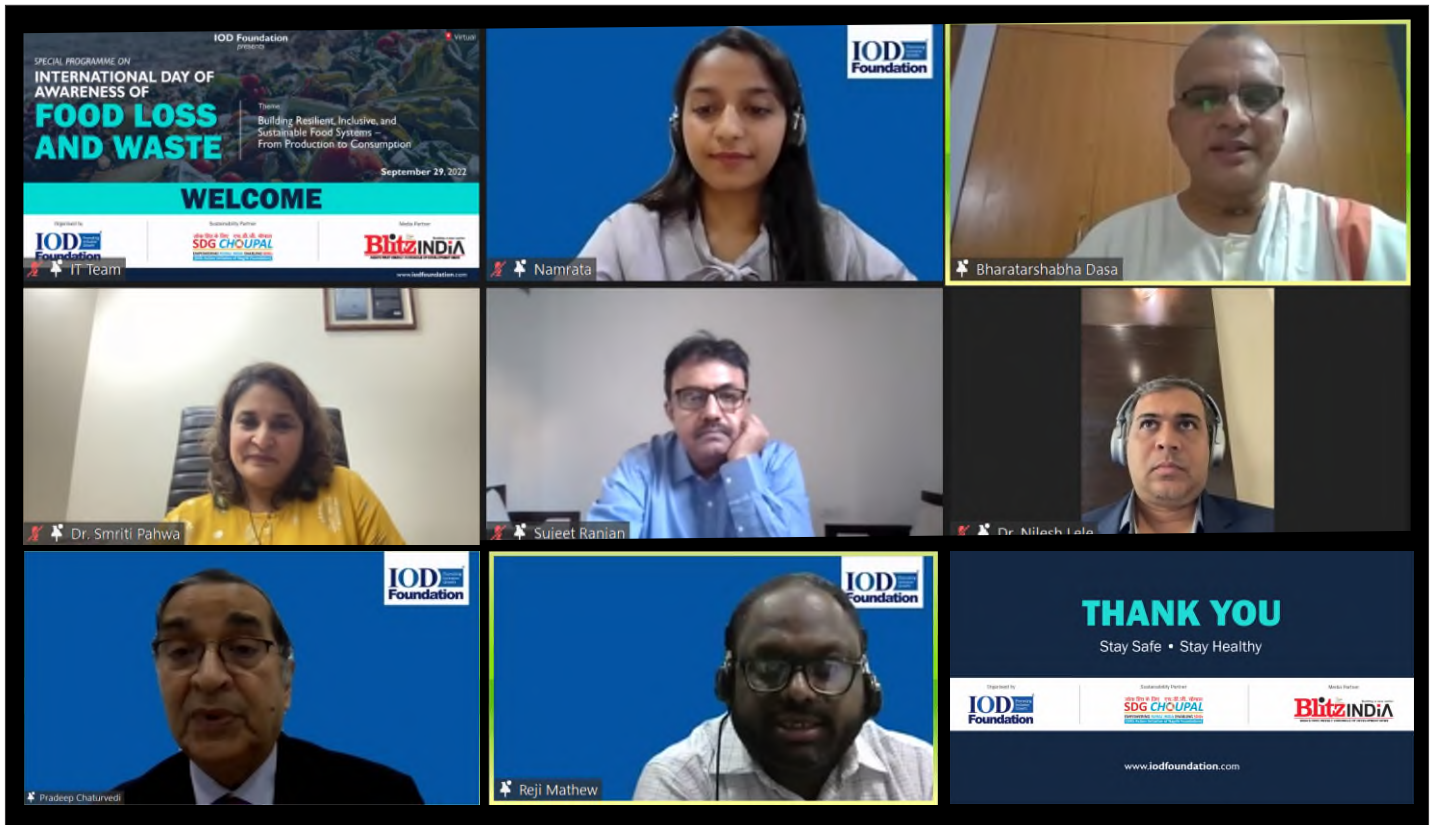 IOD Foundation
presents
Virtual
SPECIAL PROGRAMME ON
INTERNATIONAL DAY OF
AWARENESS OF
FOOD LOSS
AND WASTE
Theme:
Building Resilient, Inclusive, and
Sustainable Food Systems –
From Production to Consumption
September 29, 2022
WELCOME
Organised by
Sustainability Partner
Media Partner
IOD
Foundation
SDG CHOUPAL
Blitz INDIA
www.iodfoundation.com
IT Team
IOD
Foundation
Namrata
Bharatarshabha Dasa
Dr. Smriti Pahwa
Sujeet Ranjan
Dr. Nilesh Lele
IOD
Foundation
Pradeep Chaturvedi
IOD
Foundation
Reji Mathew
THANK YOU
Stay Safe • Stay Healthy
Organised by
Sustainability Partner
Media Partner
IOD
Foundation
SDG CHOUPAL
Blitz INDIA
www.iodfoundation.com